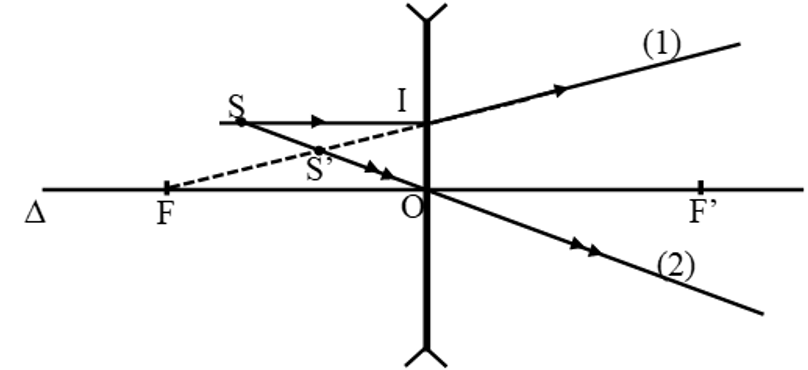 (1)
S I
S’
Δ F O F’
(2)